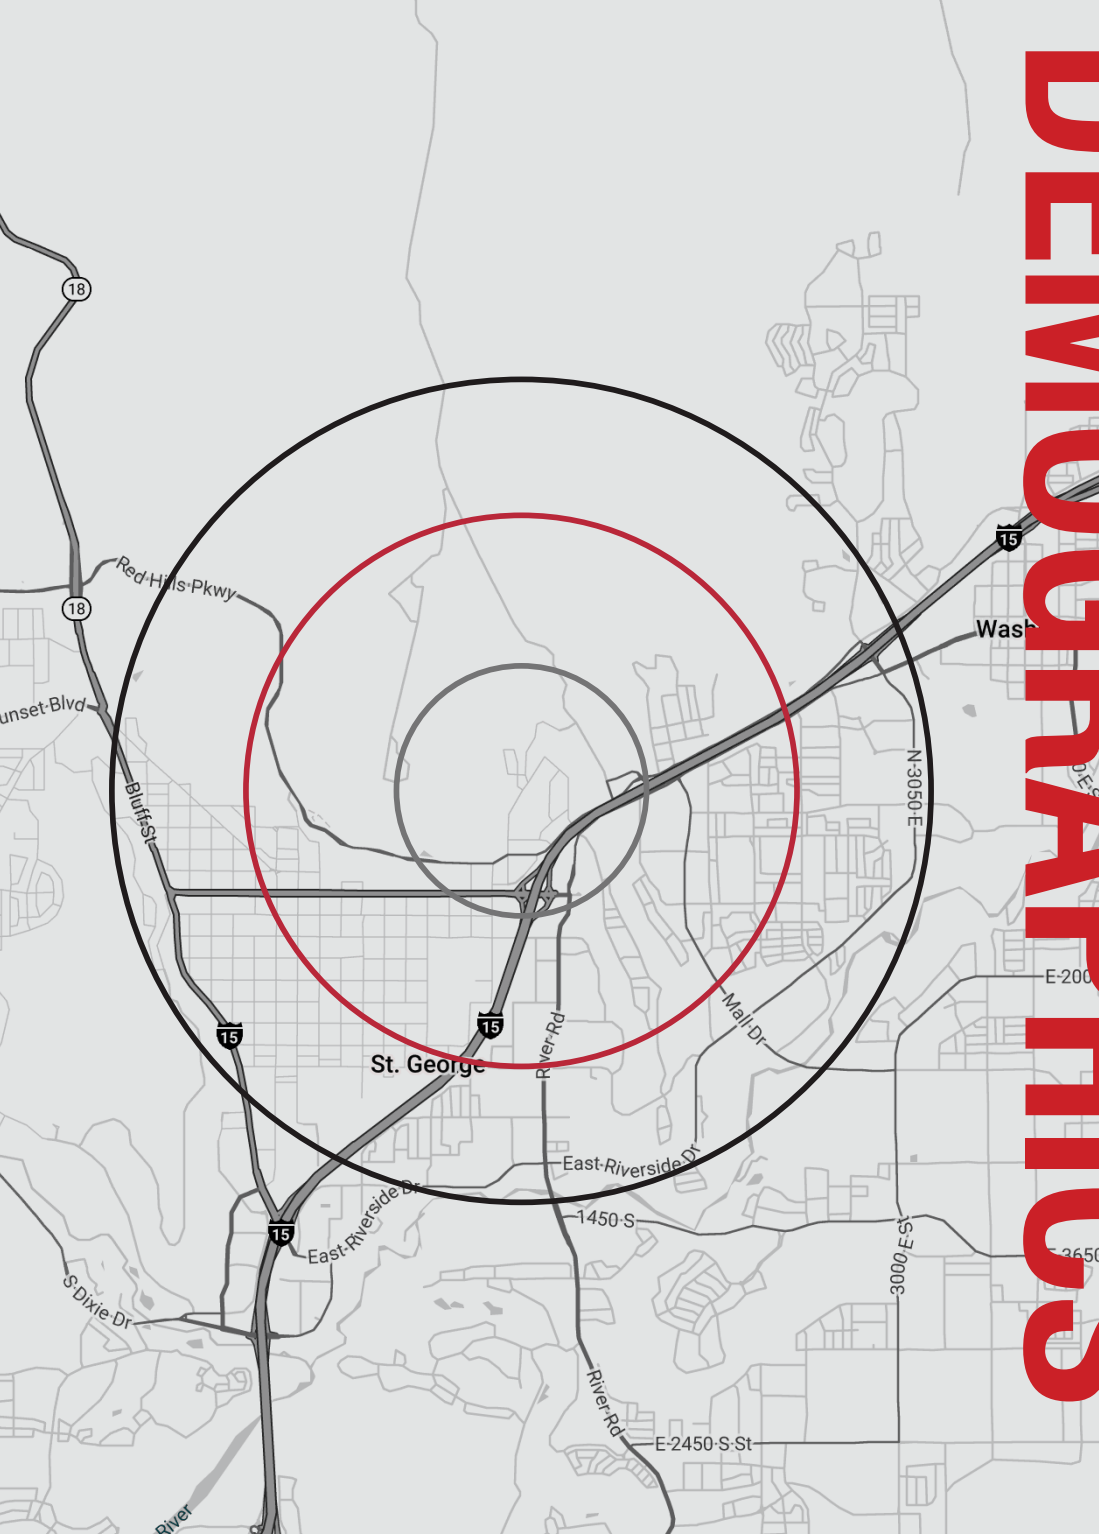 DEMOGRAPHICS
18
15
Red Hills Pkwy
18
Wash
unset Blvd
N 3050 E
0 E S
Bluff St
E 200
Mall Dr
15
15
River Rd
St. George
East Riverside Dr
East Riverside Dr
1450 S
15
3000 E St
E 3650
S Dixie Dr
River Rd
E 2450 S St
River